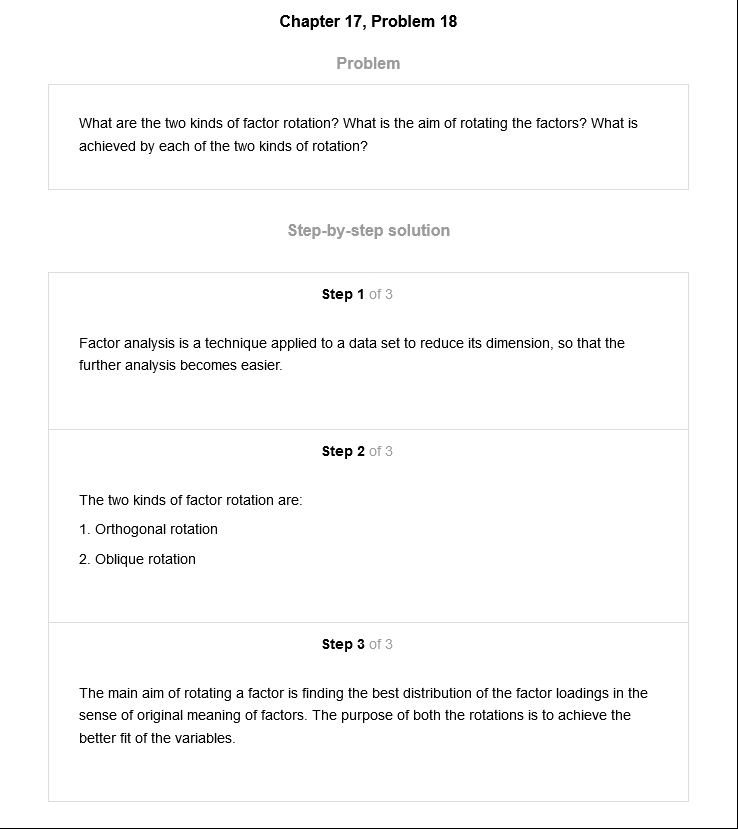 Chapter 17, Problem 18
Problem
What are the two kinds of factor rotation? What is the aim of rotating the factors? What is
achieved by each of the two kinds of rotation?
Step-by-step solution
Step 1 of 3
Factor analysis is a technique applied to a data set to reduce its dimension, so that the
further analysis becomes easier.
Step 2 of 3
The two kinds of factor rotation are:
1. Orthogonal rotation
2. Oblique rotation
Step 3 of 3
The main aim of rotating a factor is finding the best distribution of the factor loadings in the
sense of original meaning of factors. The purpose of both the rotations is to achieve the
better fit of the variables.